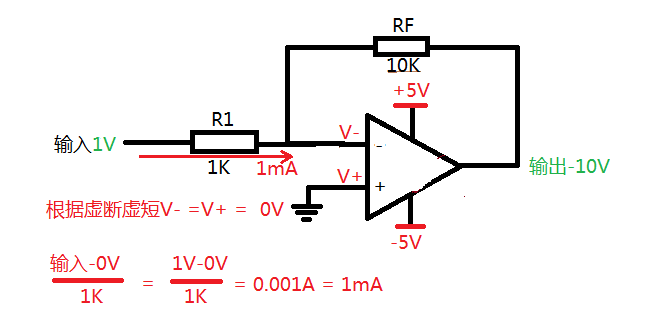 RF
10K
+5V
R1
输入1V
V-
-
1K
1mA
V+
+
输出-10V
根据虚断虚短V- =V+ = 0V
-5V
输入-0V
1K
=
1V-0V
1K
= 0.001A = 1mA